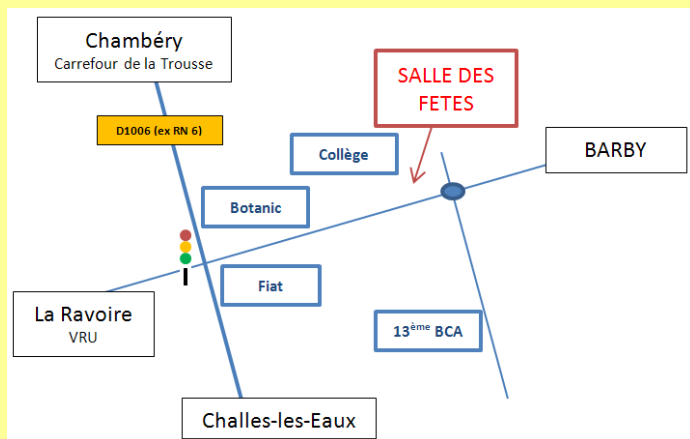 Chambéry
Carrefour de la Trousse
SALLE DES
FETES
D1006 (ex RN 6)
Collège
BARBY
Botanic
Fiat
La Ravoire
VRU
13ème BCA
Challes-les-Eaux